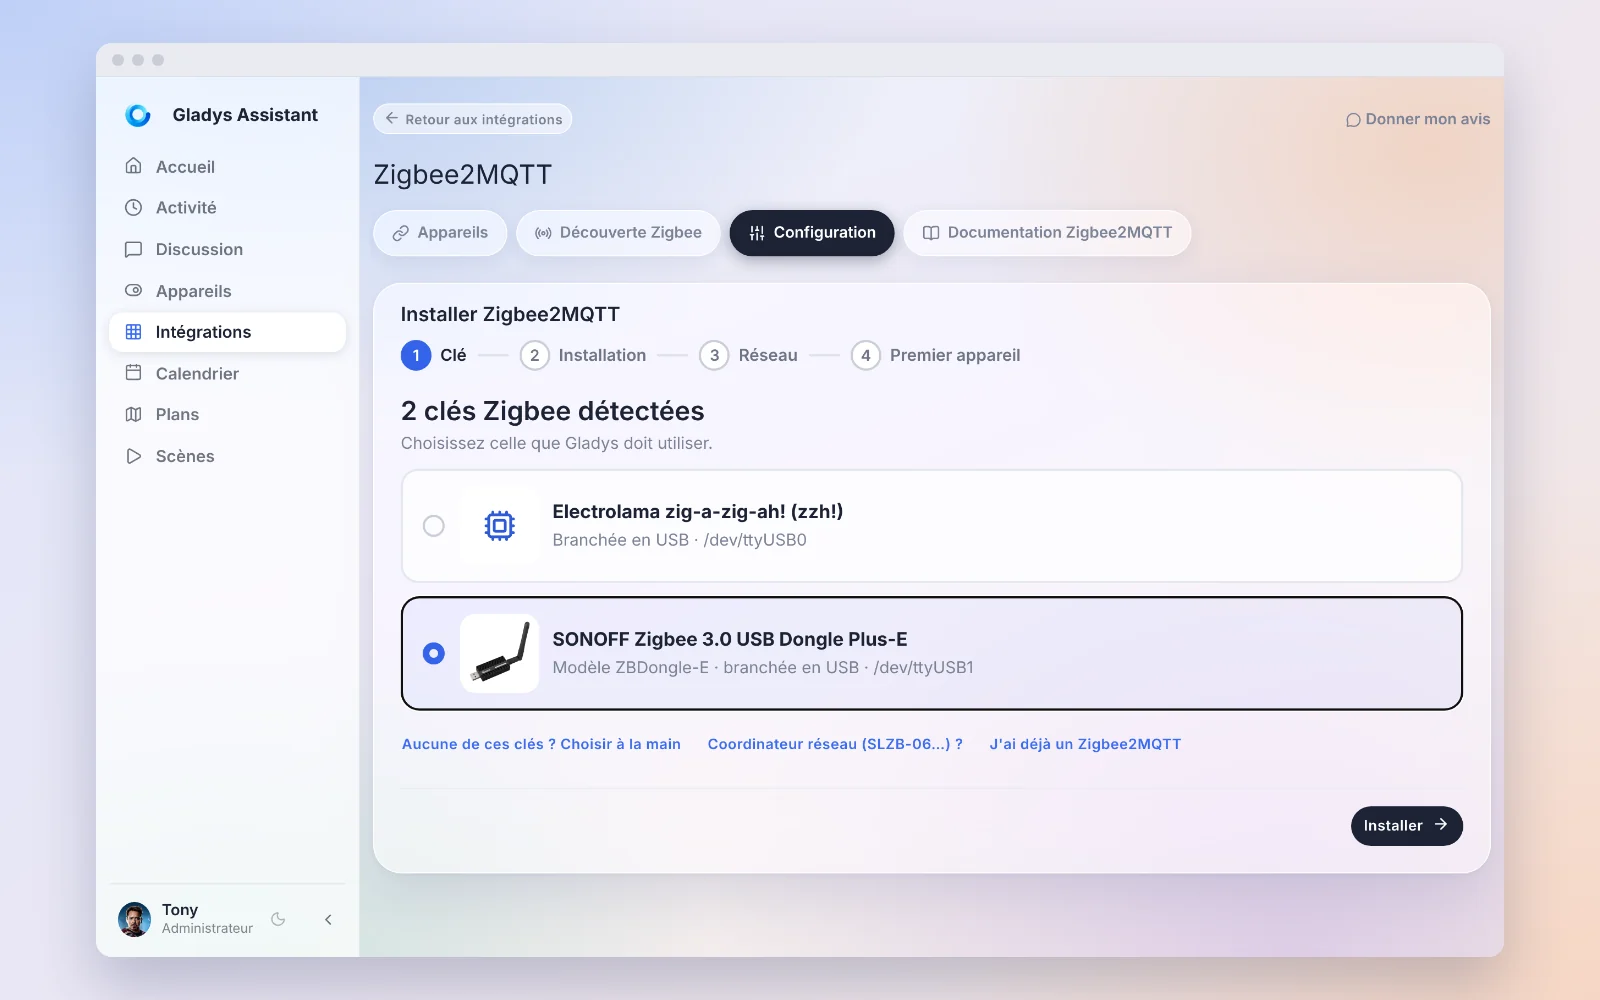 Gladys Assistant
Accueil
Activité
Discussion
Appareils
Intégrations
Calendrier
Plans
Scènes
Tony
Administrateur
Retour aux intégrations
Donner mon avis
Zigbee2MQTT
Appareils
Découverte Zigbee
Configuration
Documentation Zigbee2MQTT
Installer Zigbee2MQTT
1 Clé
2 Installation
3 Réseau
4 Premier appareil
2 clés Zigbee détectées
Choisissez celle que Gladys doit utiliser.
Electrolama zig-a-zig-ah! (zzh!)
Branchée en USB · /dev/ttyUSB0
SONOFF Zigbee 3.0 USB Dongle Plus-E
Modèle ZBDongle-E · branchée en USB · /dev/ttyUSB1
Aucune de ces clés ? Choisir à la main
Coordinateur réseau (SLZB-06...) ?
J'ai déjà un Zigbee2MQTT
Installer